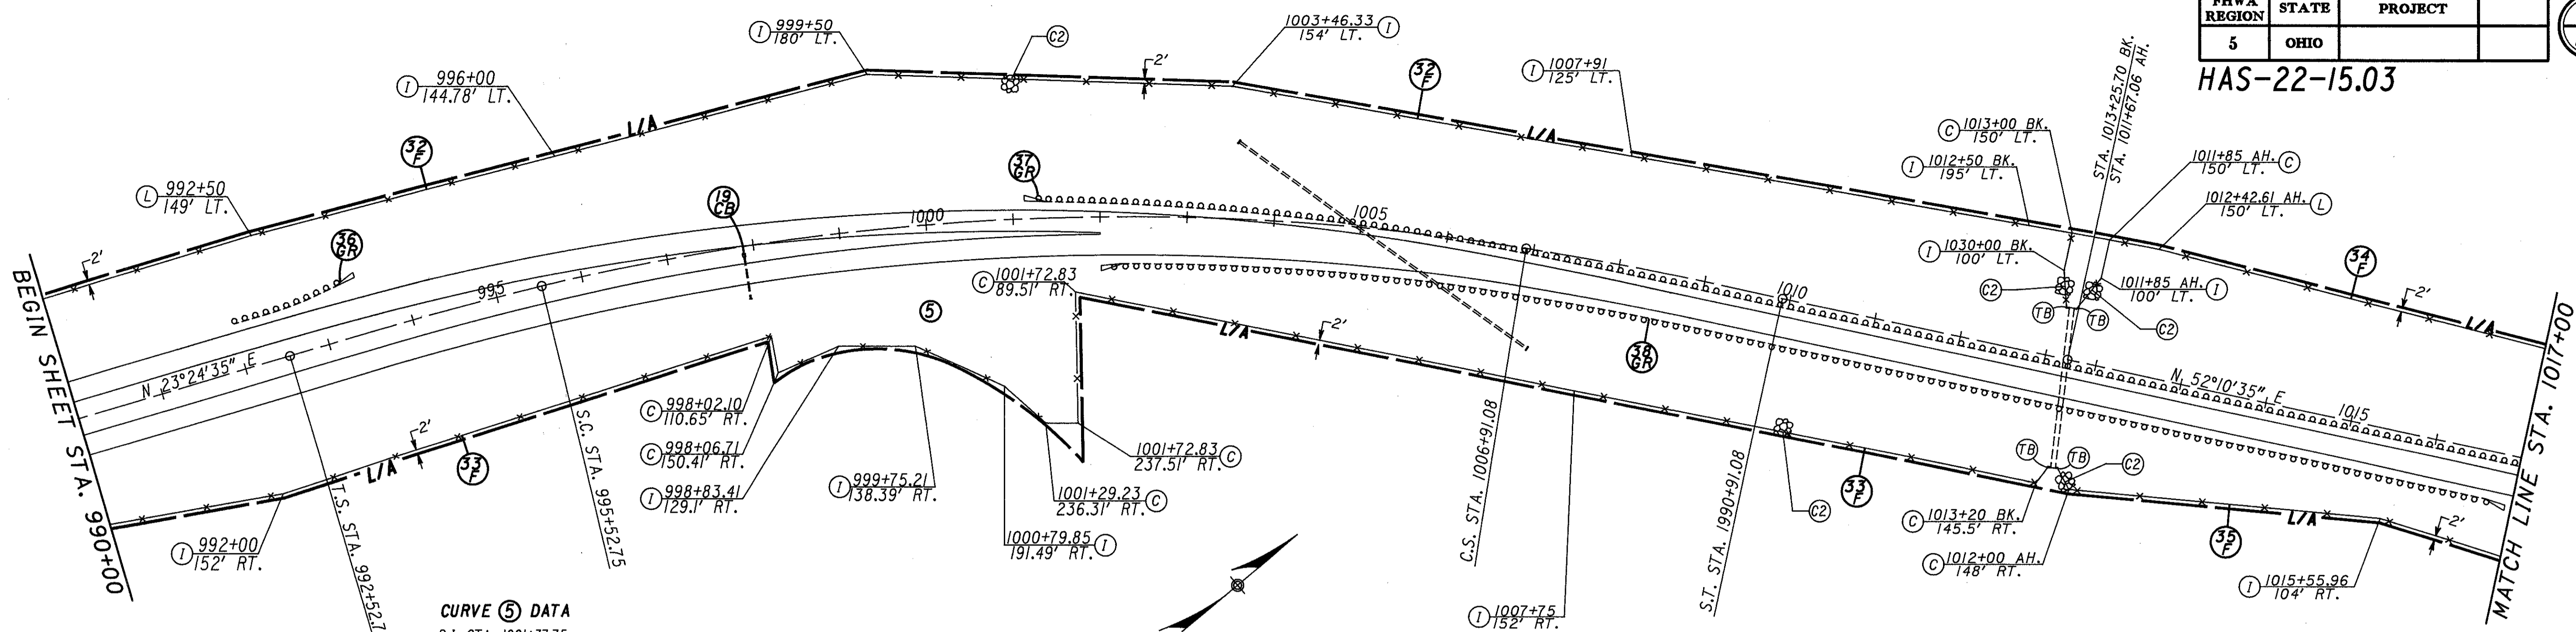 FHWA REGION
STATE
PROJECT
5
OHIO
HAS-22-15.03
I 999+50
180' LT.
C2
1003+46.33 I
154' LT.
2'
32
F
I 1007+91
125' LT.
I 996+00
144.78' LT.
L/A
L/A
STA. 1013+25.70 BK.
STA. 1011+67.06 AH.
C 1013+00 BK.
150' LT.
1011+85 AH. C
150' LT.
I 1012+50 BK.
195' LT.
1012+42.61 AH. L
150' LT.
32
F
37
GR
L 992+50
149' LT.
19
CB
1000
1005
I 1030+00 BK.
100' LT.
34
F
36
GR
2'
C 1001+72.83
89.51' RT.
1011+85 AH. I
100' LT.
C2
2'
BEGIN SHEET STA. 990+00
995
5
1010
TB
TB
C2
L/A
MATCH LINE STA. 1017+00
N 23°24'35" E
L/A
2'
38
GR
N 52°10'35" E
1015
C 998+02.10
110.65' RT.
S.C. STA. 995+52.75
2'
L/A
33
F
C 998+06.71
150.41' RT.
1001+72.83 C
237.51' RT.
TB
TB
C2
T.S. STA. 992+52.7
I 998+83.41
129.1' RT.
I 999+75.21
138.39' RT.
1001+29.23 C
236.31' RT.
C.S. STA. 1006+91.08
S.T. STA. 1990+91.08
C2
33
F
C 1013+20 BK.
145.5' RT.
L/A
2'
I 992+00
152' RT.
1000+79.85 I
191.49' RT.
35
F
C 1012+00 AH.
148' RT.
I 1015+55.96
104' RT.
CURVE 5 DATA
I 1007+75
152' RT.
P.I. STA. 1001+77.75